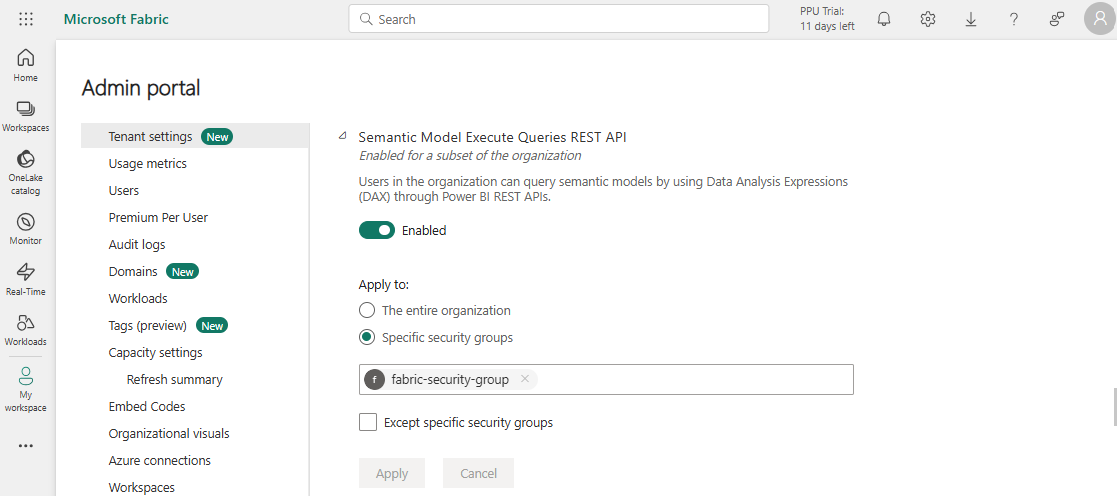 Microsoft Fabric
Search
PPU Trial:
11 days left
Home
Workspaces
OneLake
catalog
Monitor
Real-Time
Workloads
My
workspace
Admin portal
Tenant settings New
Usage metrics
Users
Premium Per User
Audit logs
Domains New
Workloads
Tags (preview) New
Capacity settings
Refresh summary
Embed Codes
Organizational visuals
Azure connections
Workspaces
Semantic Model Execute Queries REST API
Enabled for a subset of the organization
Users in the organization can query semantic models by using Data Analysis Expressions
(DAX) through Power BI REST APIs.
Enabled
Apply to:
The entire organization
Specific security groups
f fabric-security-group
Except specific security groups
Apply Cancel